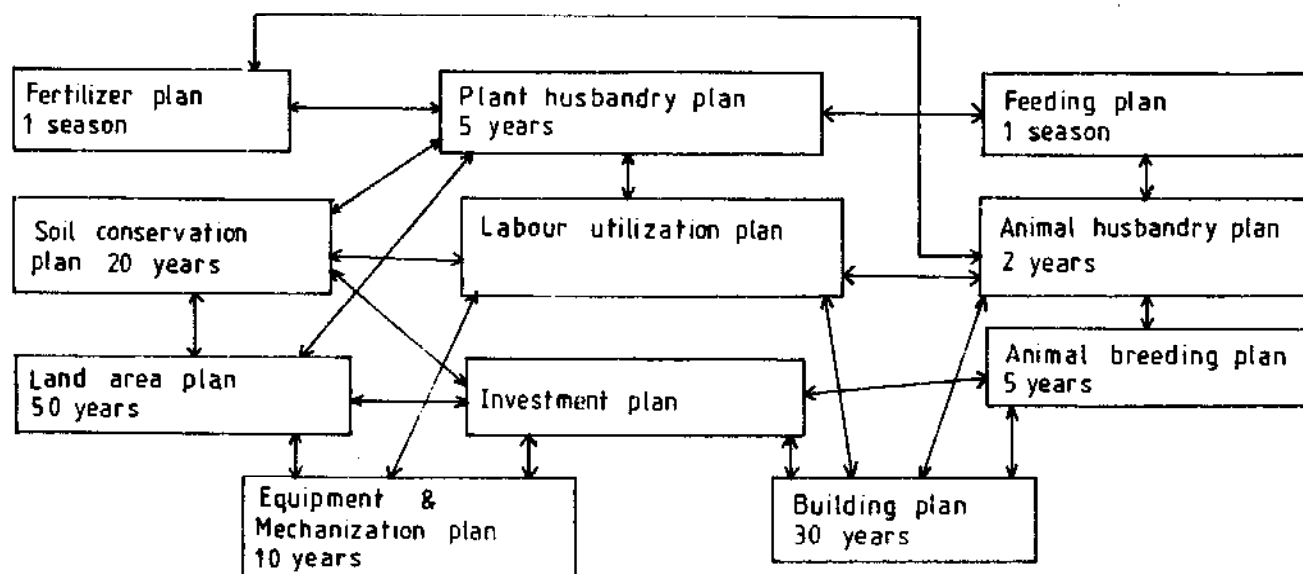 Fertilizer plan
1 season
Plant husbandry plan
5 years
Feeding plan
1 season
Soil conservation
plan 20 years
Labour utilization plan
Animal husbandry plan
2 years
Land area plan
50 years
Investment plan
Animal breeding plan
5 years
Equipment &
Mechanization plan
10 years
Building plan
30 years